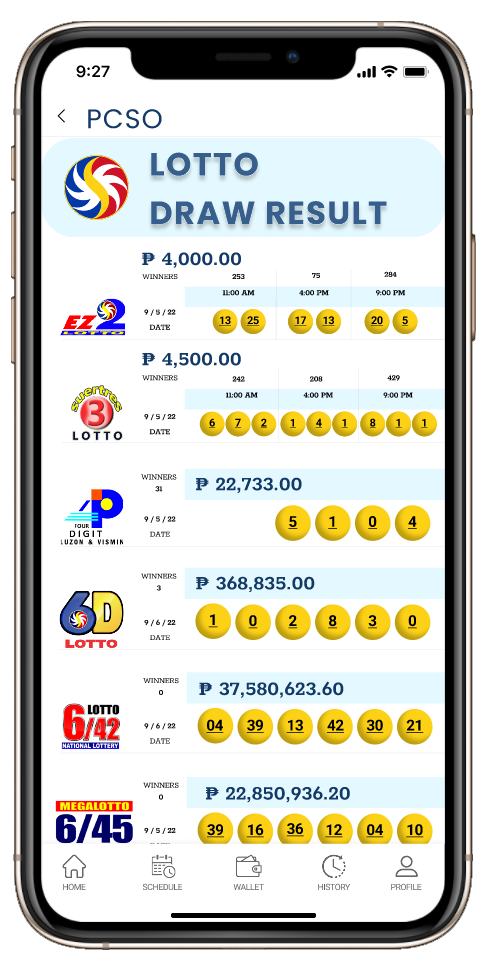 9:27
PCSO
LOTTO
DRAW RESULT
₱ 4,000.00
WINNERS 253 75 284
11:00 AM 4:00 PM 9:00 PM
EZ2
LOTTO
9 / 5 / 22
DATE
13 25 17 13 20 5
₱ 4,500.00
WINNERS 242 208 429
11:00 AM 4:00 PM 9:00 PM
suertres
3
LOTTO
9 / 5 / 22
DATE
6 7 2 1 4 1 8 1 1
WINNERS
31
₱ 22,733.00
4D
FOUR
DIGIT
LUZON & VISMIN
9 / 5 / 22
DATE
5 1 0 4
WINNERS
3
₱ 368,835.00
6D
LOTTO
9 / 6 / 22
DATE
1 0 2 8 3 0
WINNERS
0
₱ 37,580,623.60
LOTTO
6/42
NATIONAL LOTTERY
9 / 6 / 22
DATE
04 39 13 42 30 21
WINNERS
0
₱ 22,850,936.20
MEGALOTTO
6/45
9 / 5 / 22
DATE
39 16 36 12 04 10
HOME SCHEDULE WALLET HISTORY PROFILE